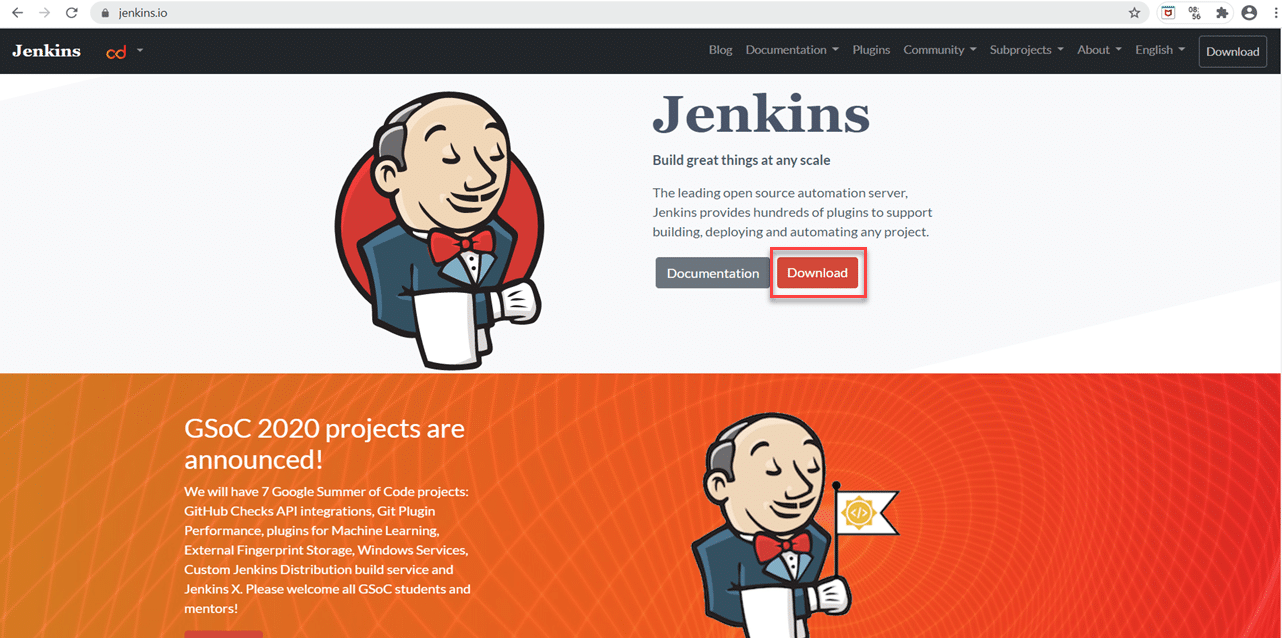 jenkins.io
08:
56
Jenkins cd Blog Documentation Plugins Community Subprojects About English Download
Jenkins
Build great things at any scale
The leading open source automation server,
Jenkins provides hundreds of plugins to support
building, deploying and automating any project.
Documentation Download
GSoC 2020 projects are
announced!
We will have 7 Google Summer of Code projects:
GitHub Checks API integrations, Git Plugin
Performance, plugins for Machine Learning,
External Fingerprint Storage, Windows Services,
Custom Jenkins Distribution build service and
Jenkins X. Please welcome all GSoC students and
mentors!